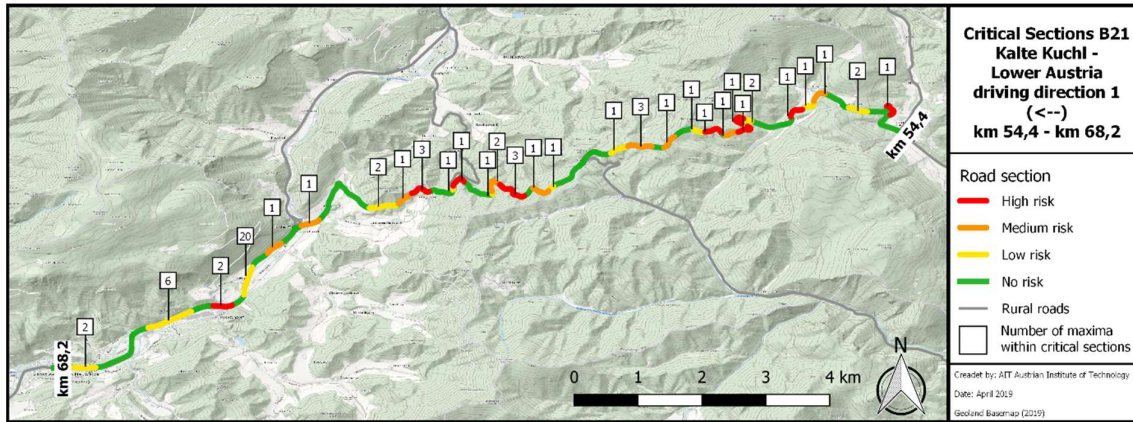 Critical Sections B21
Kalte Kuchl -
Lower Austria
driving direction 1
(<--)
km 54,4 - km 68,2
Road section
High risk
Medium risk
Low risk
No risk
Rural roads
Number of maxima
within critical sections
Creadet by: AIT Austrian Institute of Technology
Date: April 2019
Geoland Basemap (2019)
km 54,4
km 68,2
2
6
2
20
1
1
2
1
3
1
1
1
2
3
1
1
1
3
1
1
1
1
1
2
1
1
1
1
2
1
N
0 1 2 3 4 km